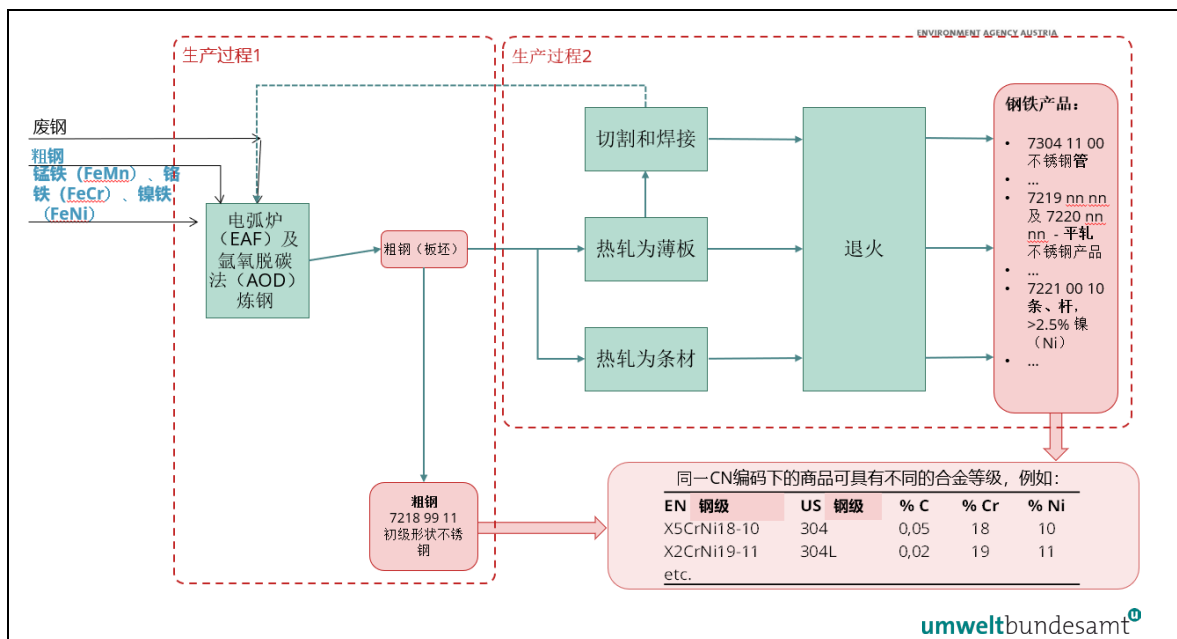 ENVIRONMENT AGENCY AUSTRIA
生产过程1
生产过程2
废钢
粗钢
锰铁（FeMn）、铬
铁（FeCr）、镍铁
（FeNi）
电弧炉
（EAF）及
氩氧脱碳
法（AOD）
炼钢
粗钢（板坯）
切割和焊接
热轧为薄板
热轧为条材
退火
钢铁产品：
• 7304 11 00
不锈钢管
• ...
• 7219 nn nn
及 7220 nn
nn - 平轧
不锈钢产品
• ...
• 7221 00 10
条、杆，
>2.5% 镍
（Ni）
• ...
粗钢
7218 99 11
初级形状不锈
钢
同一CN编码下的商品可具有不同的合金等级，例如：
EN 钢级 US 钢级 % C % Cr % Ni
X5CrNi18-10 304 0,05 18 10
X2CrNi19-11 304L 0,02 19 11
etc.
umweltbundesamt u